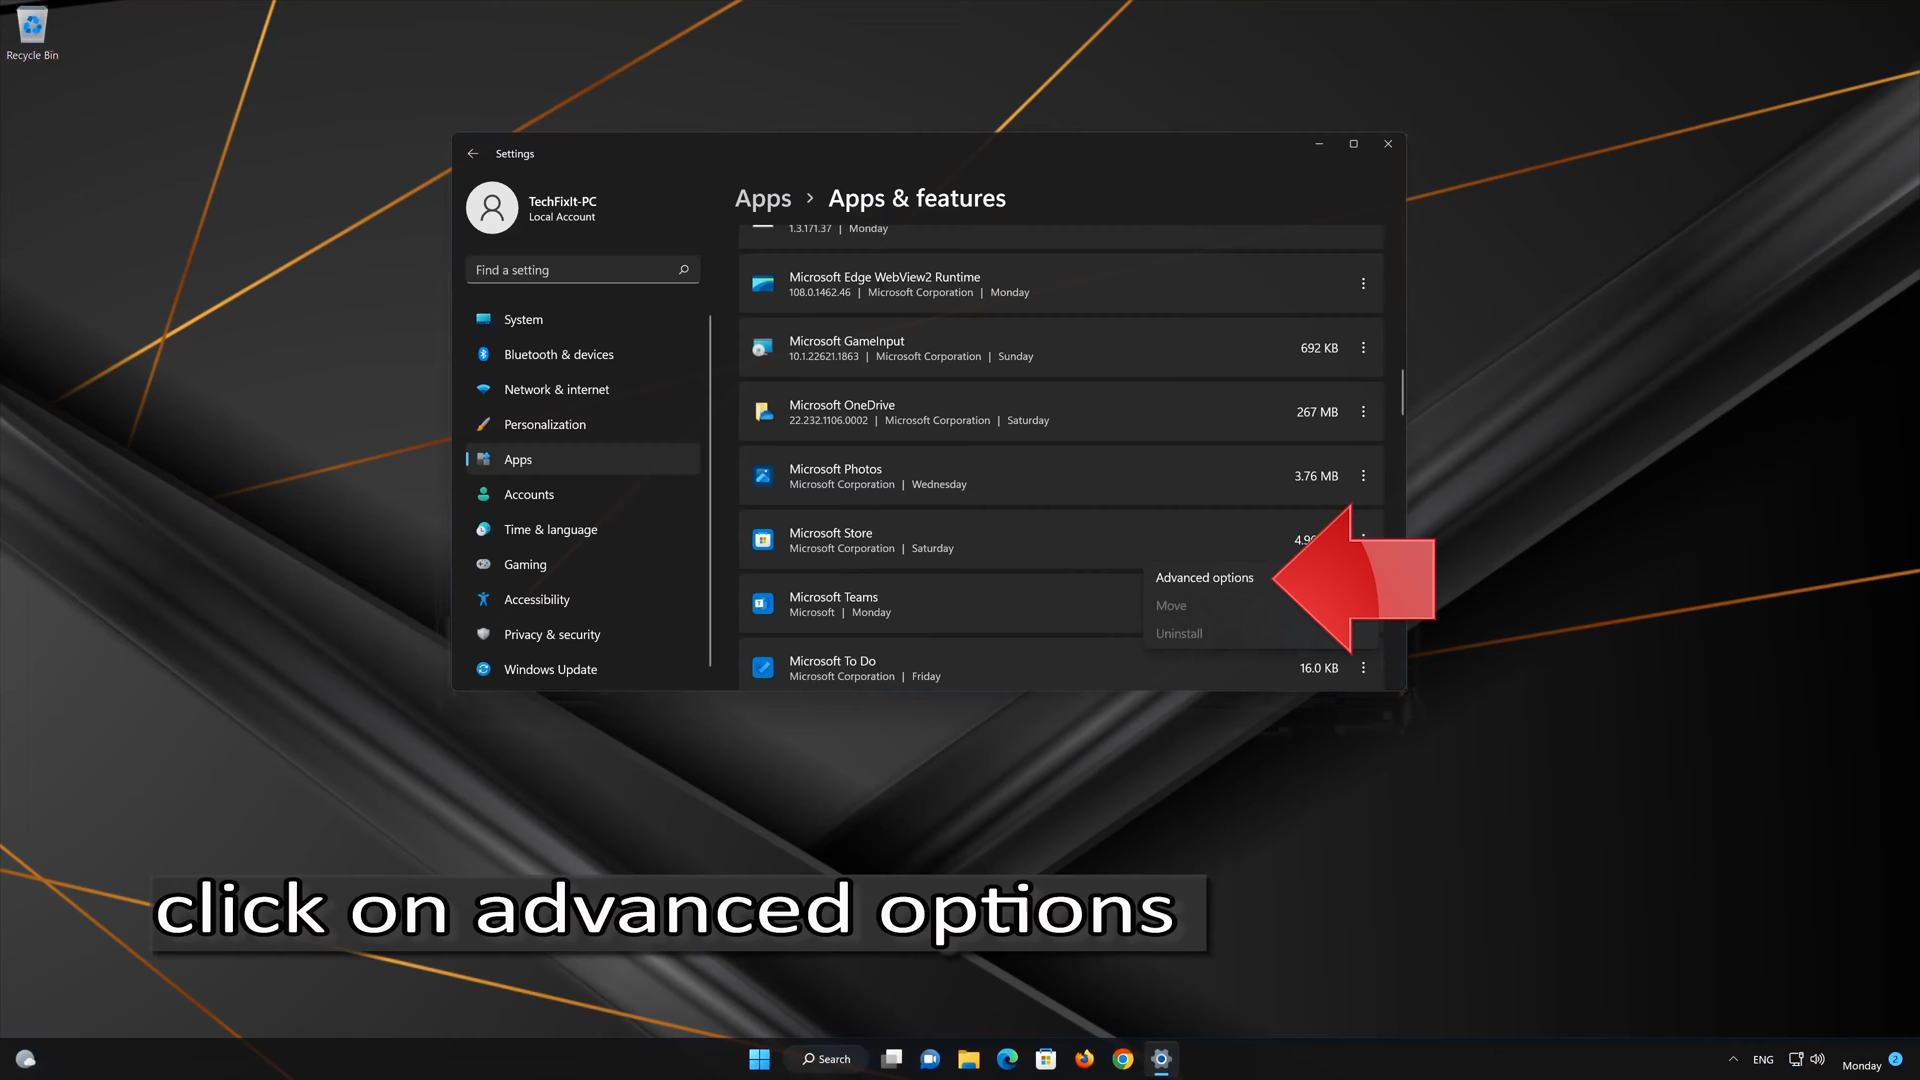 Recycle Bin
Settings
TechFixIt-PC
Local Account
Find a setting
System
Bluetooth & devices
Network & internet
Personalization
Apps
Accounts
Time & language
Gaming
Accessibility
Privacy & security
Windows Update
Apps > Apps & features
1.3.171.37 | Monday
Microsoft Edge WebView2 Runtime
108.0.1462.46 | Microsoft Corporation | Monday
Microsoft GameInput
10.1.22621.1863 | Microsoft Corporation | Sunday
692 KB
Microsoft OneDrive
22.232.1106.0002 | Microsoft Corporation | Saturday
267 MB
Microsoft Photos
Microsoft Corporation | Wednesday
3.76 MB
Microsoft Store
Microsoft Corporation | Saturday
Advanced options
Move
Uninstall
Microsoft Teams
Microsoft | Monday
Microsoft To Do
Microsoft Corporation | Friday
16.0 KB
click on advanced options
Search
ENG
Monday
2